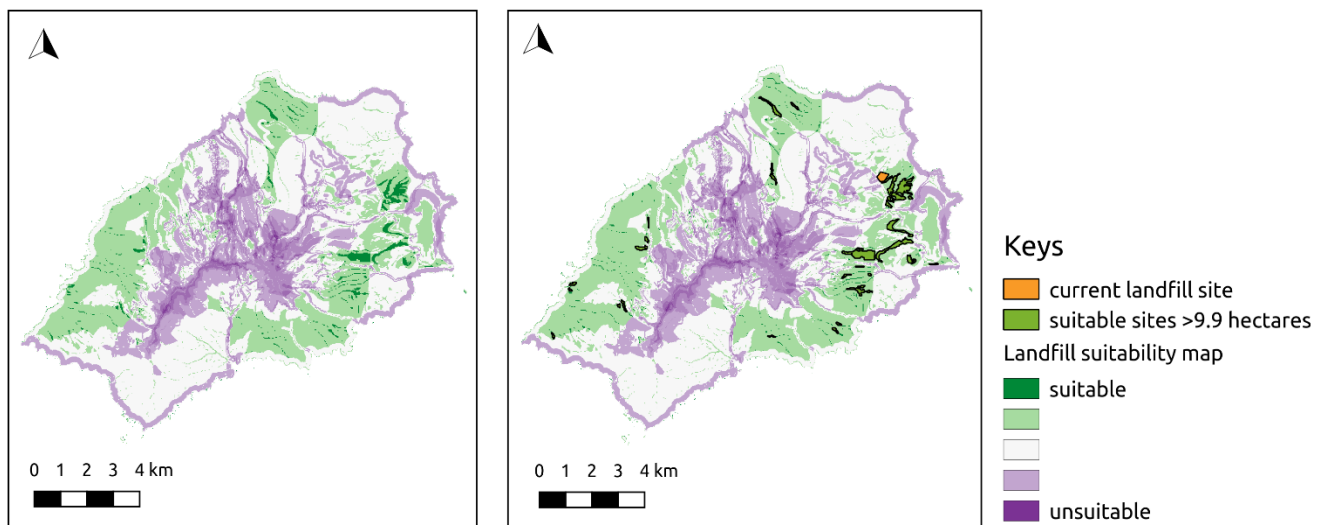 0 1 2 3 4 km
0 1 2 3 4 km
Keys
current landfill site
suitable sites >9.9 hectares
Landfill suitability map
suitable
unsuitable